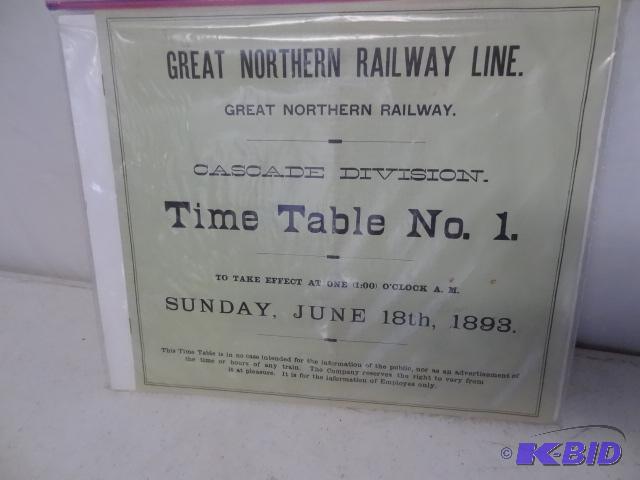 GREAT NORTHERN RAILWAY LINE.
GREAT NORTHERN RAILWAY.
CASCADE DIVISION.
Time Table No. 1.
TO TAKE EFFECT AT ONE (1:00) O'CLOCK A. M.
SUNDAY, JUNE 18th, 1893.
This Time Table is in no case intended for the information of the public, nor as an advertisement of
the time or hours of any train. The Company reserves the right to vary from
it at pleasure. It is for the information of Employes only.
© K-BID